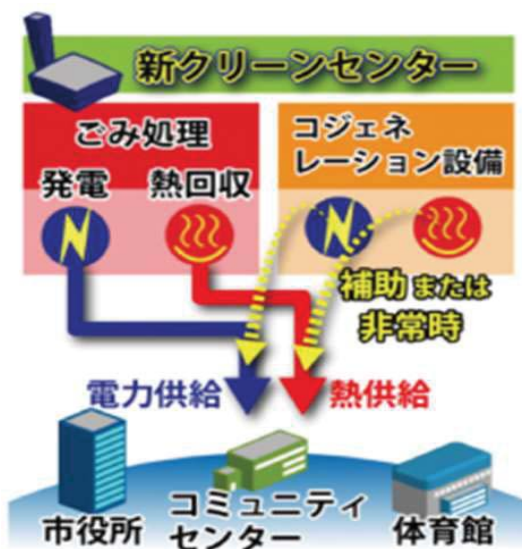 新クリーンセンター
ごみ処理
発電 熱回収
コジェネ
レーション設備
補助または
非常時
電力供給
熱供給
市役所
コミュニティ
センター
体育館